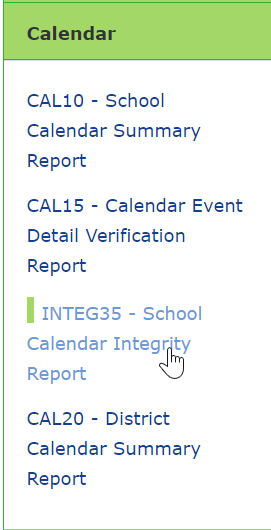 Calendar
CAL10 - School
Calendar Summary
Report
CAL15 - Calendar Event
Detail Verification
Report
INTEG35 - School
Calendar Integrity
Report
CAL20 - District
Calendar Summary
Report